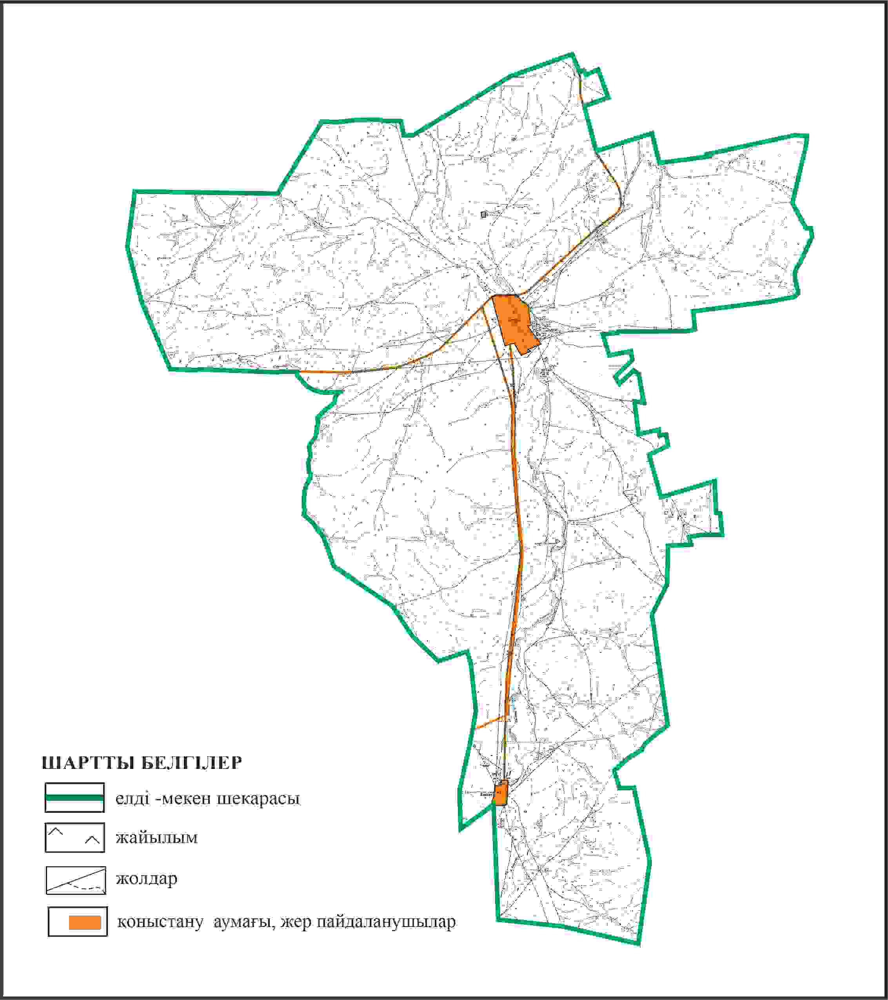 ШАРТТЫ БЕЛГІЛЕР
елді -мекен шекарасы
жайылым
жолдар
қоныстану аумағы, жер пайдаланушылар